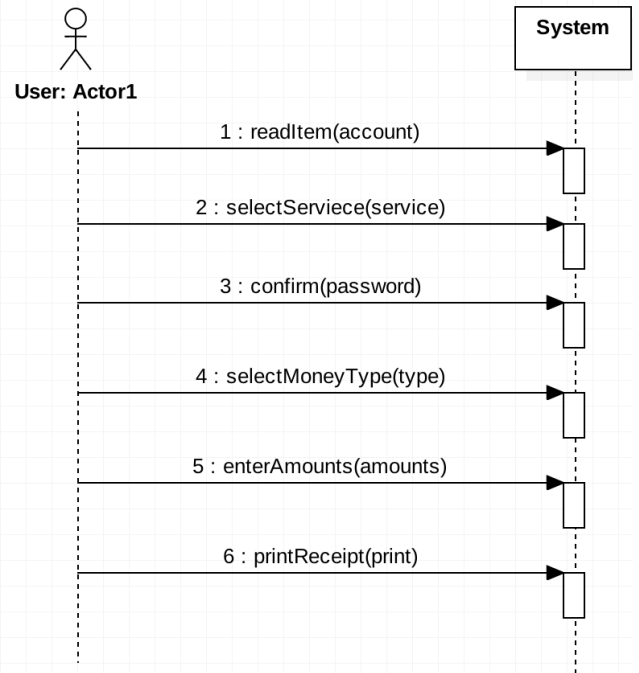 System
User: Actor1
1 : readItem(account)
2 : selectServiece(service)
3 : confirm(password)
4 : selectMoneyType(type)
5 : enterAmounts(amounts)
6 : printReceipt(print)